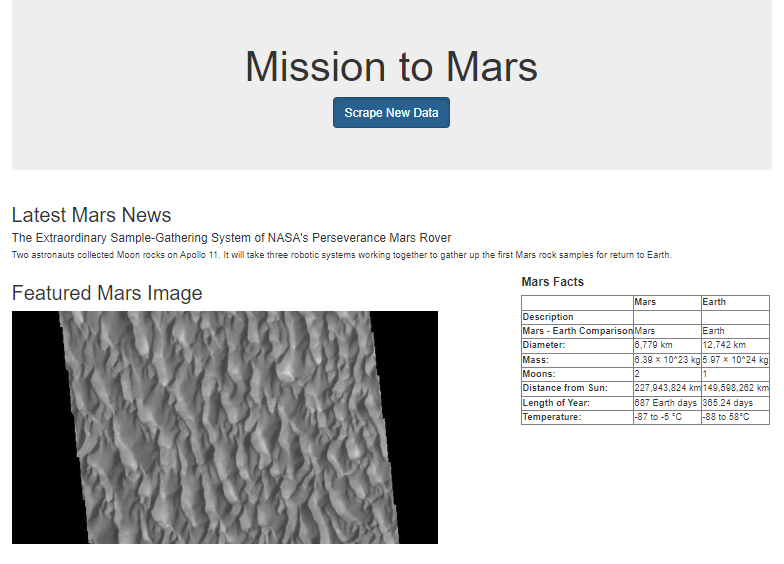 Mission to Mars
Scrape New Data
Latest Mars News
The Extraordinary Sample-Gathering System of NASA's Perseverance Mars Rover
Two astronauts collected Moon rocks on Apollo 11. It will take three robotic systems working together to gather up the first Mars rock samples for return to Earth.
Featured Mars Image
Mars Facts
Mars Earth
Description
Mars - Earth Comparison Mars Earth
Diameter: 6,779 km 12,742 km
Mass: 6.39 × 10^23 kg 5.97 × 10^24 kg
Moons: 2 1
Distance from Sun: 227,943,824 km 149,598,262 km
Length of Year: 687 Earth days 365.24 days
Temperature: -87 to -5 °C -88 to 58°C